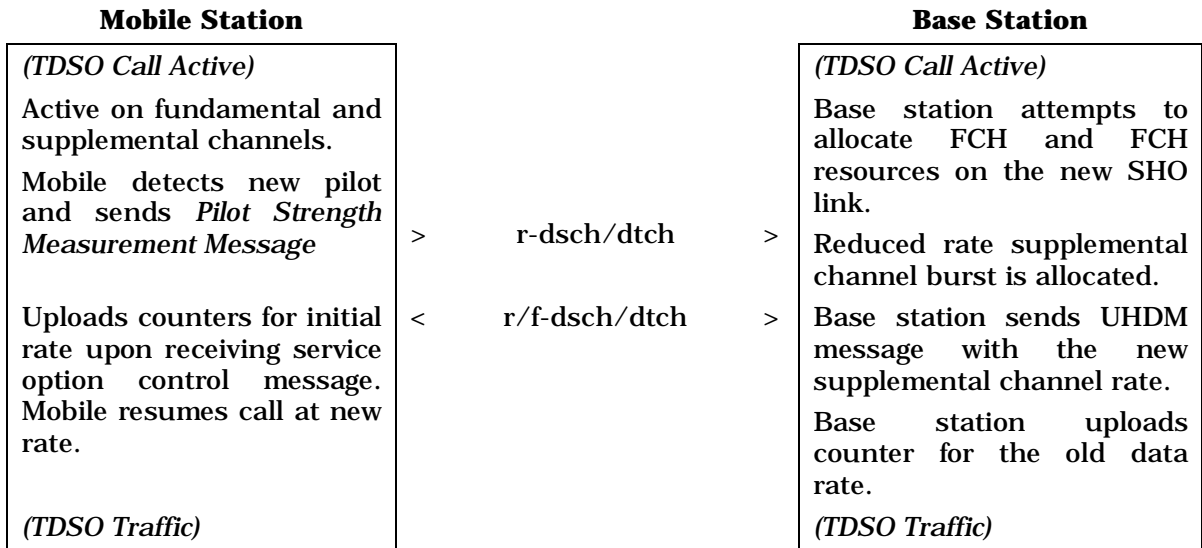 Mobile Station
Base Station
(TDSO Call Active)
Active on fundamental and
supplemental channels.
Mobile detects new pilot
and sends Pilot Strength
Measurement Message
Uploads counters for initial
rate upon receiving service
option control message.
Mobile resumes call at new
rate.
(TDSO Traffic)
> r-dsch/dtch >
< r/f-dsch/dtch >
(TDSO Call Active)
Base station attempts to
allocate FCH and FCH
resources on the new SHO
link.
Reduced rate supplemental
channel burst is allocated.
Base station sends UHDM
message with the new
supplemental channel rate.
Base station uploads
counter for the old data
rate.
(TDSO Traffic)